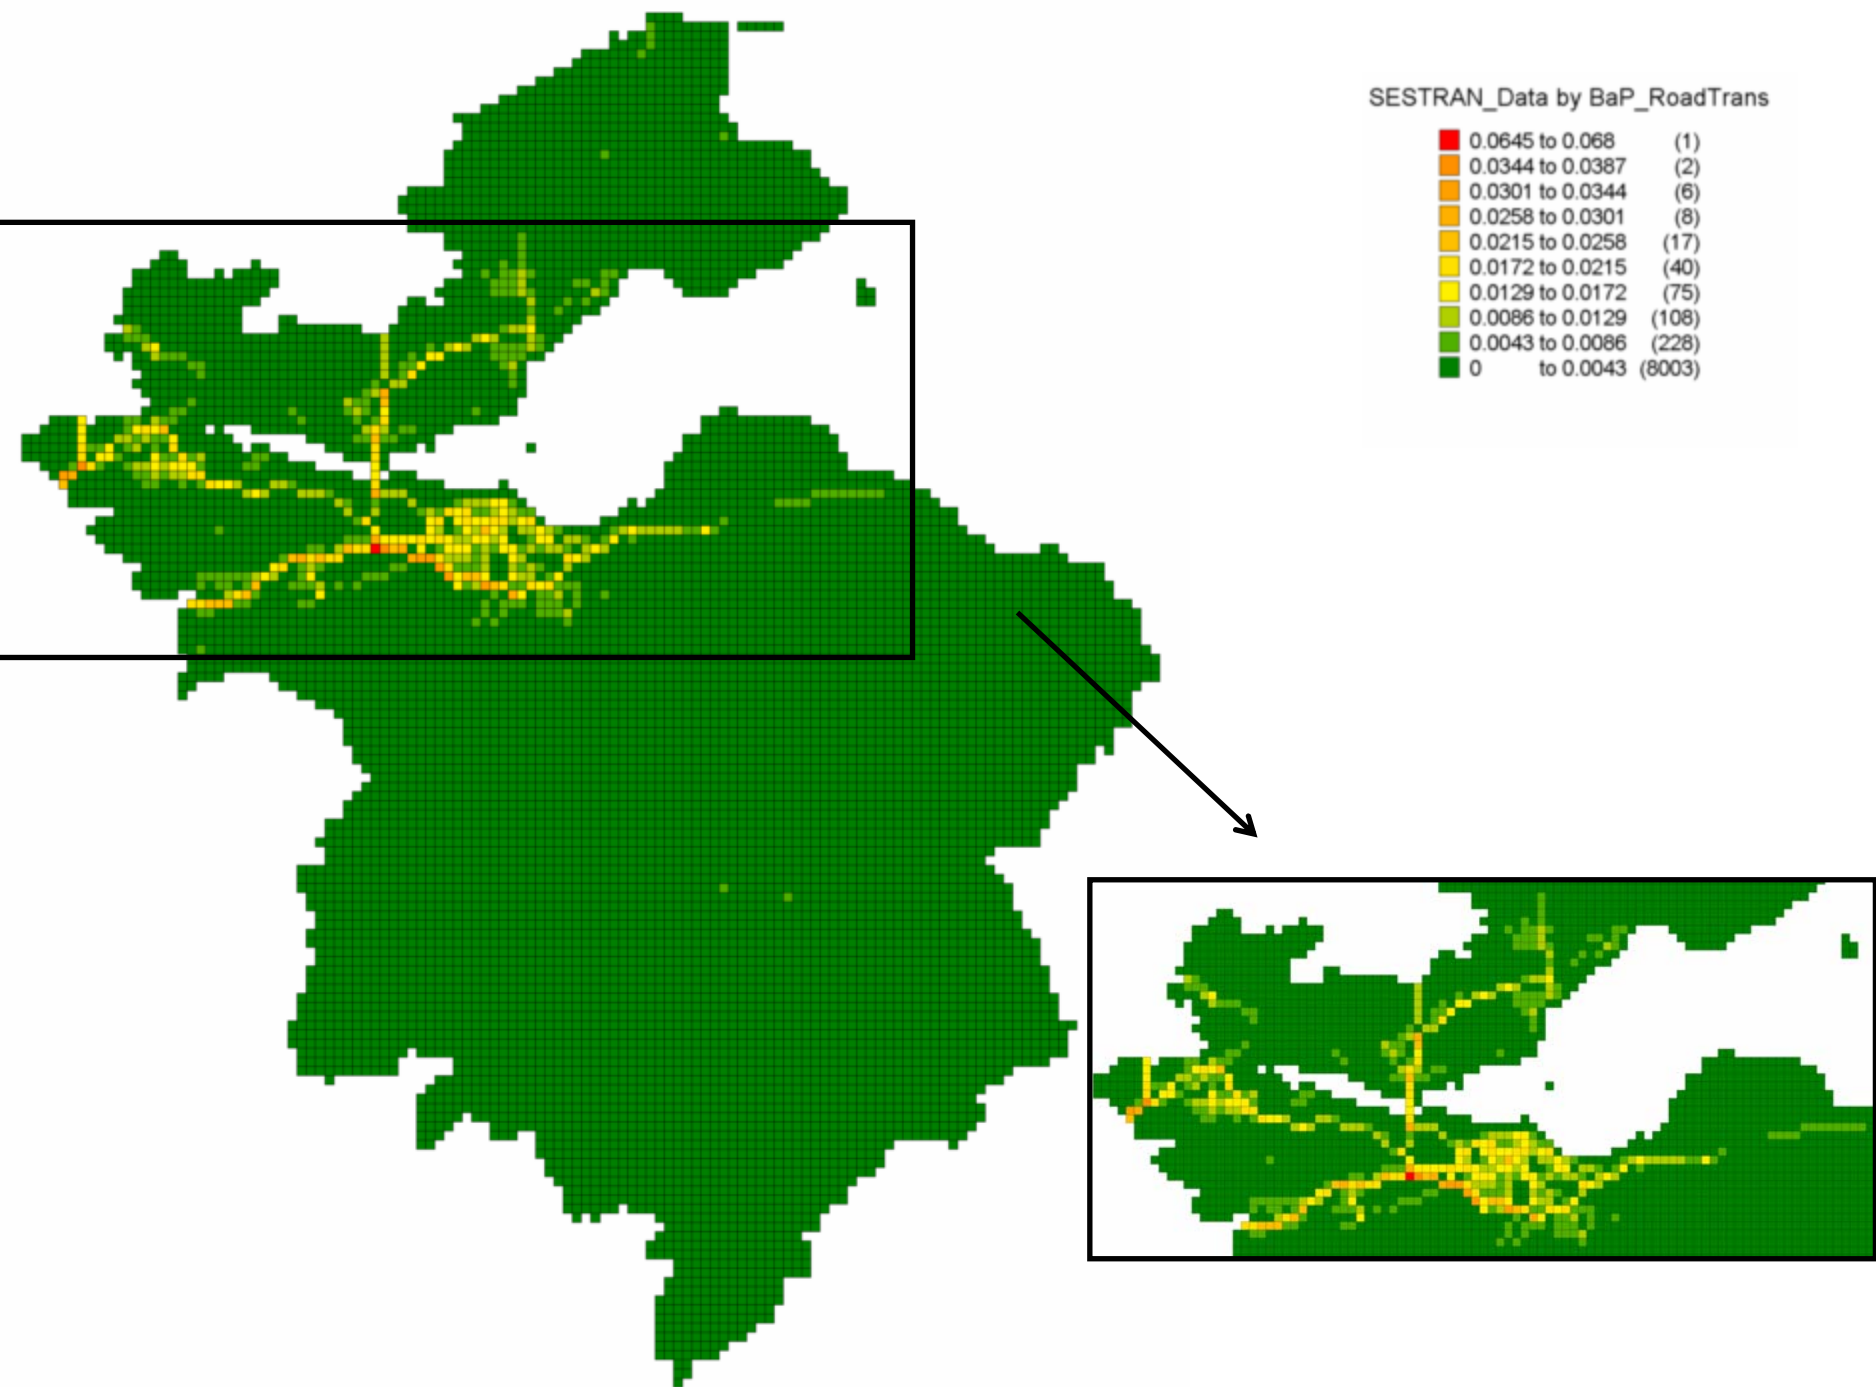 SESTRAN_Data by BaP_RoadTrans
0.0645 to 0.068 (1)
0.0344 to 0.0387 (2)
0.0301 to 0.0344 (6)
0.0258 to 0.0301 (8)
0.0215 to 0.0258 (17)
0.0172 to 0.0215 (40)
0.0129 to 0.0172 (75)
0.0086 to 0.0129 (108)
0.0043 to 0.0086 (228)
0 to 0.0043 (8003)